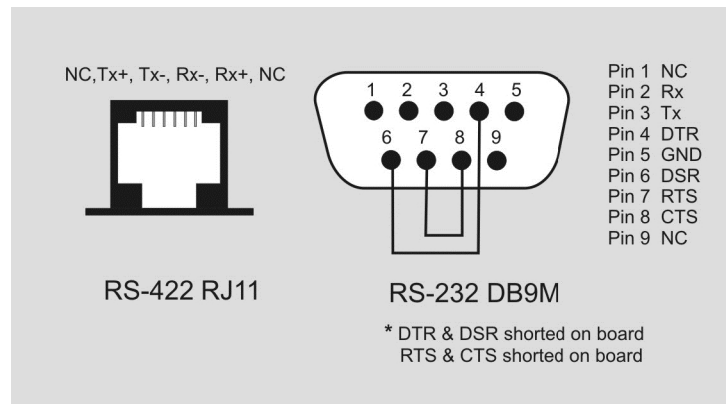 NC,Tx+, Tx-, Rx-, Rx+, NC
RS-422 RJ11
1 2 3 4 5
6 7 8 9
RS-232 DB9M
* DTR & DSR shorted on board
RTS & CTS shorted on board
Pin 1 NC
Pin 2 Rx
Pin 3 Tx
Pin 4 DTR
Pin 5 GND
Pin 6 DSR
Pin 7 RTS
Pin 8 CTS
Pin 9 NC